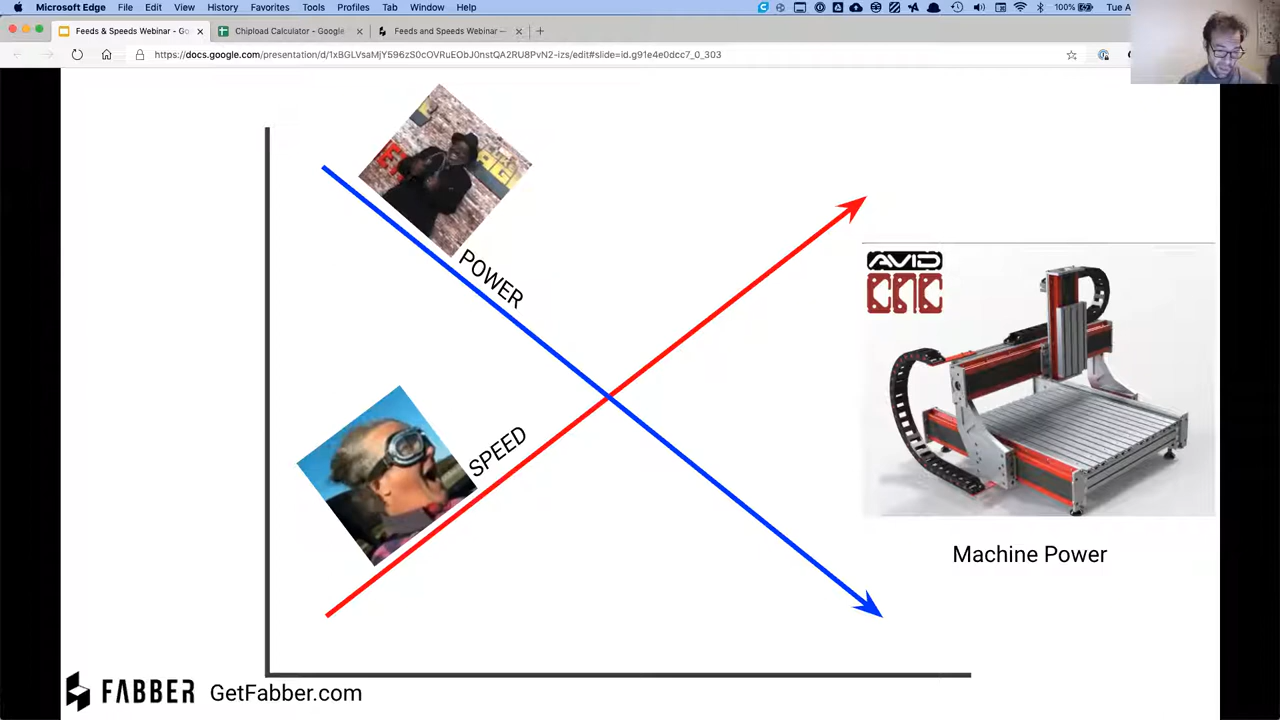 Microsoft Edge File Edit View History Favorites Tools Profiles Tab Window Help 100% Tue A
Feeds & Speeds Webinar - Go Chipload Calculator - Google Feeds and Speeds Webinar —
https://docs.google.com/presentation/d/1xBGLVsaMjY596zS0cOVRuEObJ0nstQA2RU8PvN2-izs/edit#slide=id.g91e4e0dcc7_0_303
POWER
AVID
CNC
SPEED
Machine Power
FABBER GetFabber.com